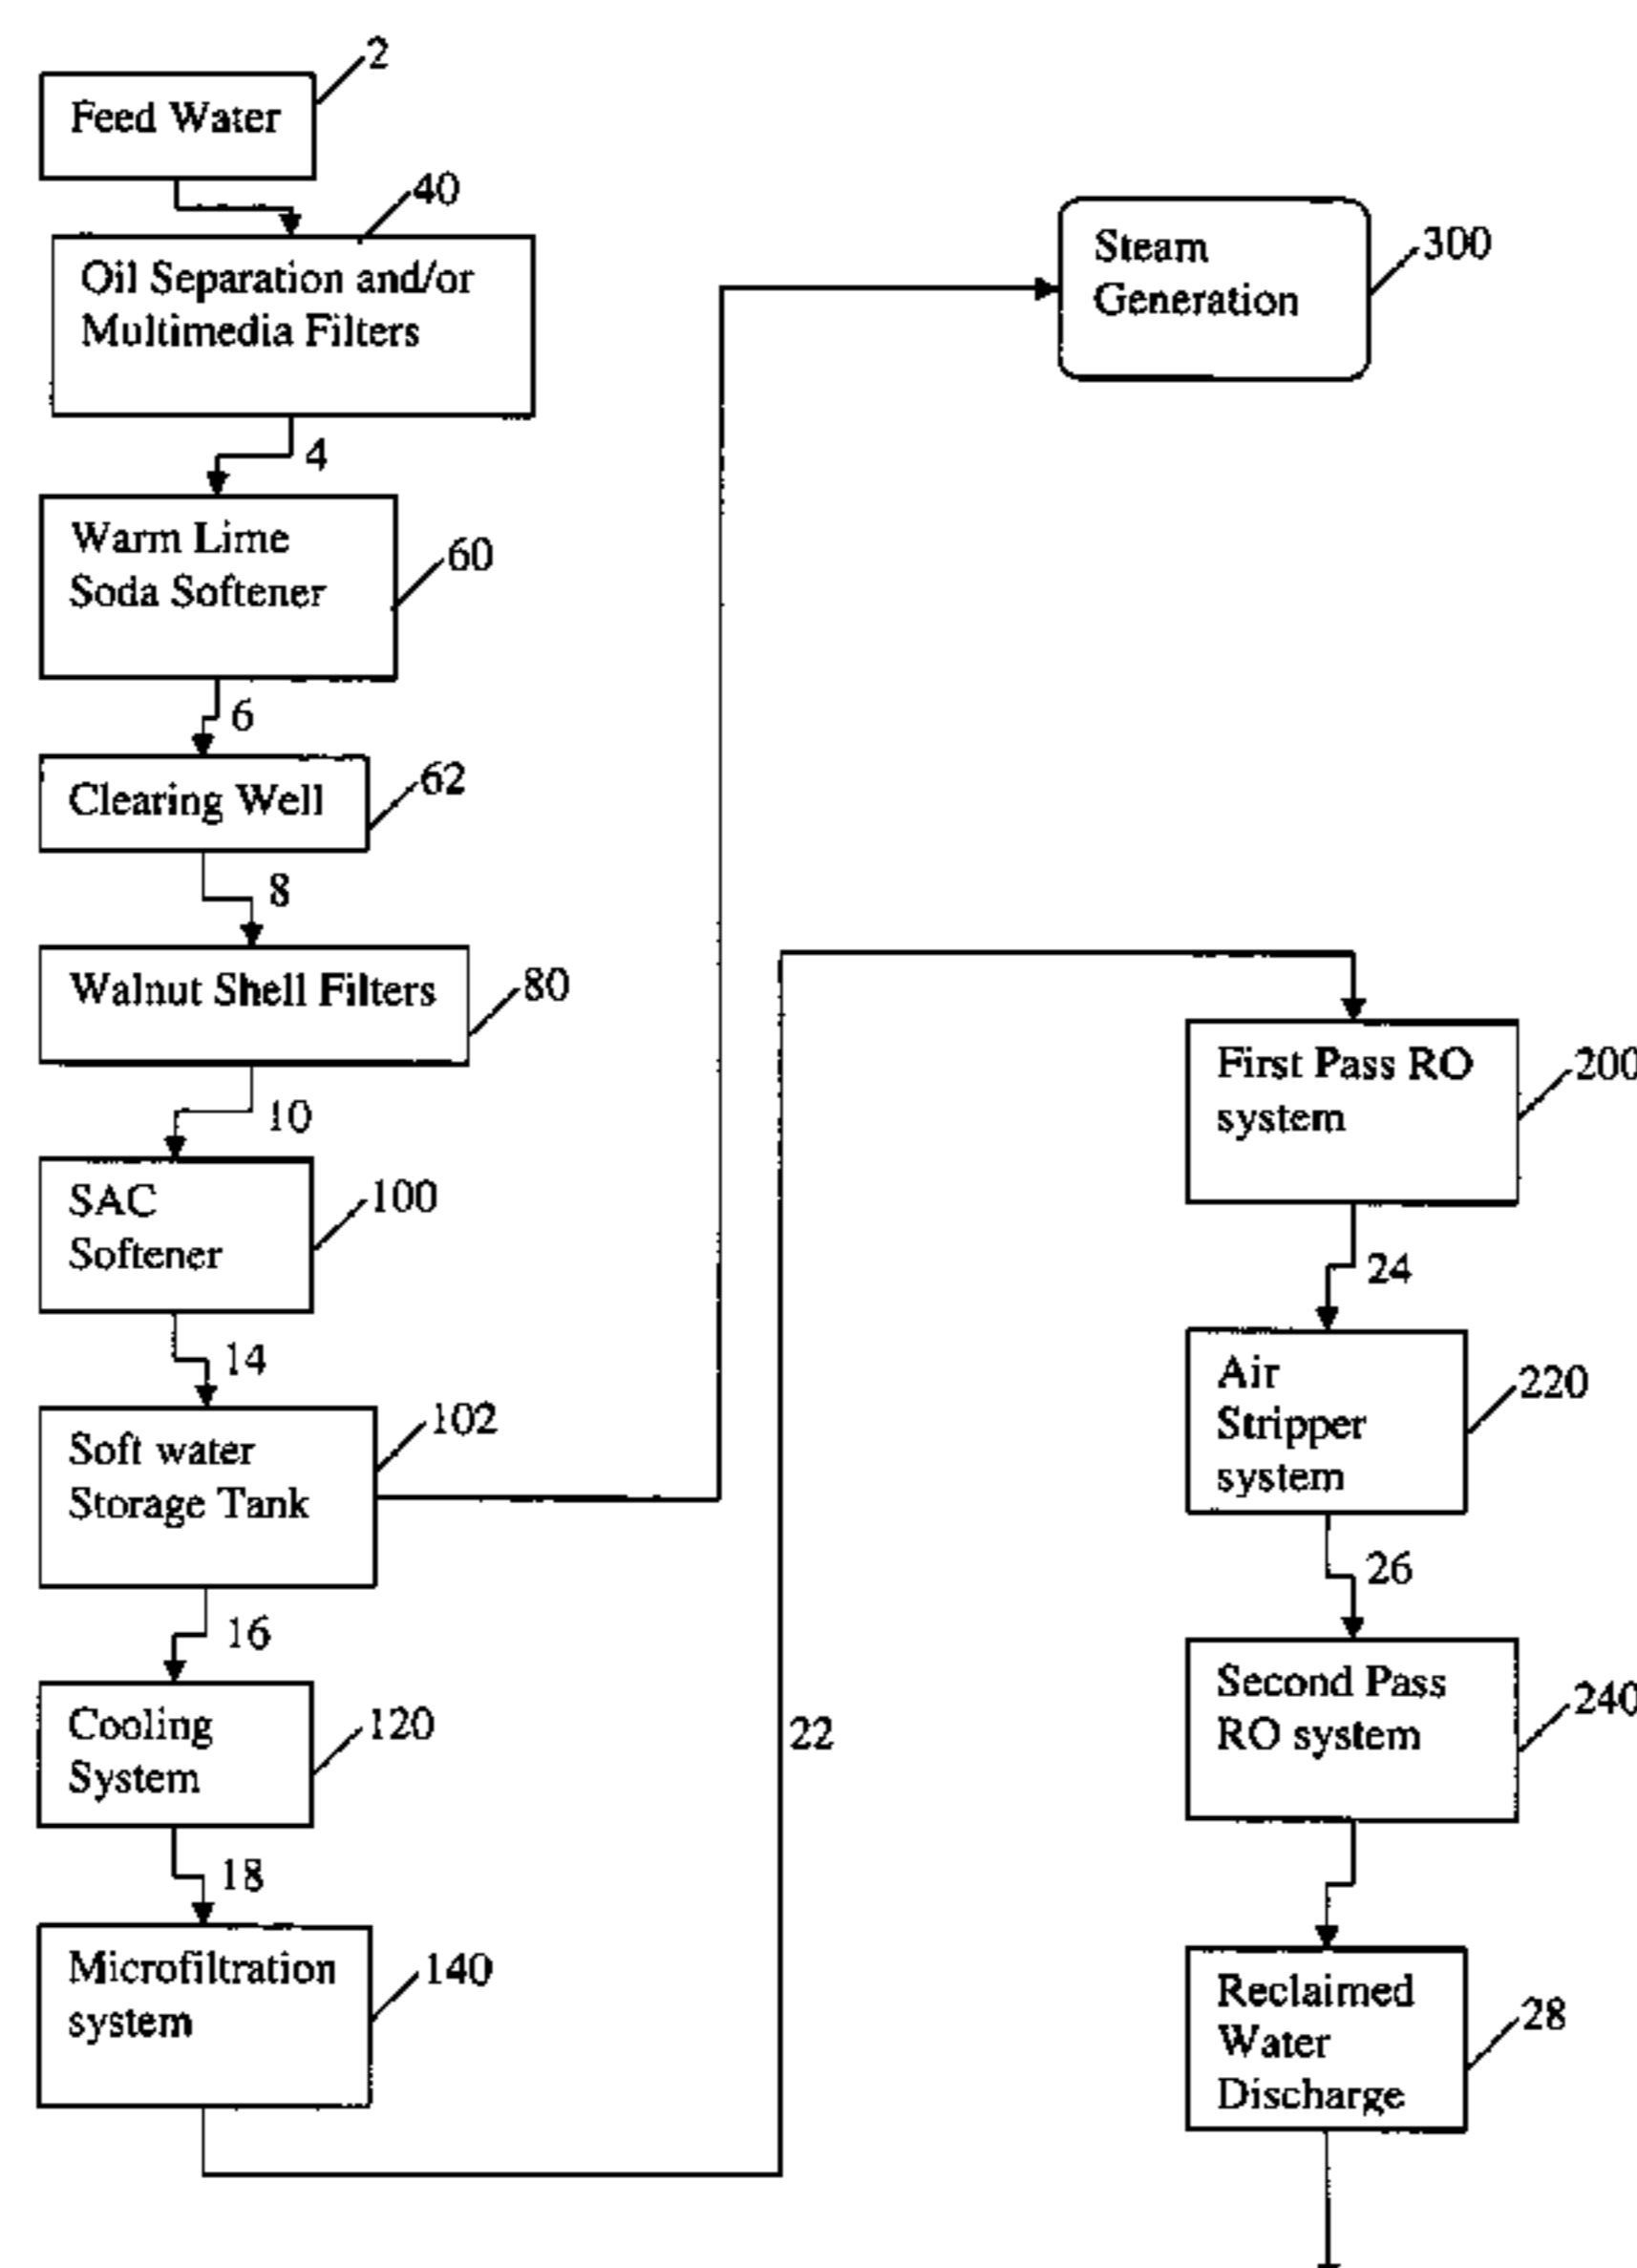 2
Feed Water
40
Oil Separation and/or
Multimedia Filters
4
Warm Lime
Soda Softener
60
6
Clearing Well
62
8
Walnut Shell Filters
80
10
SAC
Softener
100
14
Soft water
Storage Tank
102
16
Cooling
System
120
18
Microfiltration
system
140
22
Steam
Generation
300
First Pass RO
system
200
24
Air
Stripper
system
220
26
Second Pass
RO system
240
Reclaimed
Water
Discharge
28